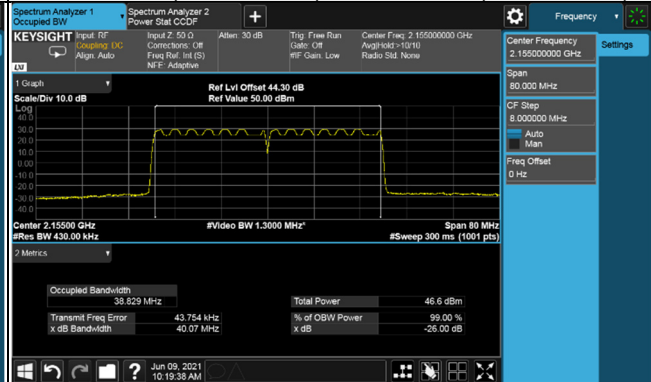 Spectrum Analyzer 1
Occupied BW
Spectrum Analyzer 2
Power Stat CCDF
+
Frequency
KEYSIGHT
Input: RF
Coupling: DC
Align: Auto
Input Z: 50 Ω
Corrections: Off
Freq Ref: Int (S)
NFE: Adaptive
Atten: 30 dB
Trig: Free Run
Gate: Off
#IF Gain: Low
Center Freq: 2.155000000 GHz
Avg|Hold:>10/10
Radio Std: None
LXI
Center Frequency
2.155000000 GHz
Settings
Span
80.000 MHz
CF Step
8.000000 MHz
Auto
Man
Freq Offset
0 Hz
1 Graph
Scale/Div 10.0 dB
Ref Lvl Offset 44.30 dB
Ref Value 50.00 dBm
Log
40.0
30.0
20.0
10.0
0.00
-10.0
-20.0
-30.0
-40.0
Center 2.15500 GHz
#Res BW 430.00 kHz
#Video BW 1.3000 MHz*
Span 80 MHz
#Sweep 300 ms (1001 pts)
2 Metrics
Occupied Bandwidth
38.829 MHz
Total Power 46.6 dBm
Transmit Freq Error 43.754 kHz
% of OBW Power 99.00 %
x dB Bandwidth 40.07 MHz
x dB -26.00 dB
?
Jun 09, 2021
10:19:38 AM